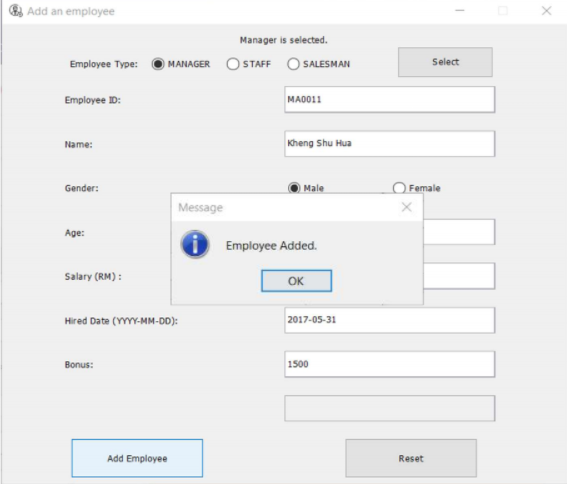 Add an employee
Manager is selected.
Employee Type: MANAGER STAFF SALESMAN Select
Employee ID: MA0011
Name: Kheng Shu Hua
Gender: Male Female
Message
Age:
Employee Added.
Salary (RM) :
OK
Hired Date (YYYY-MM-DD): 2017-05-31
Bonus: 1500
Add Employee Reset